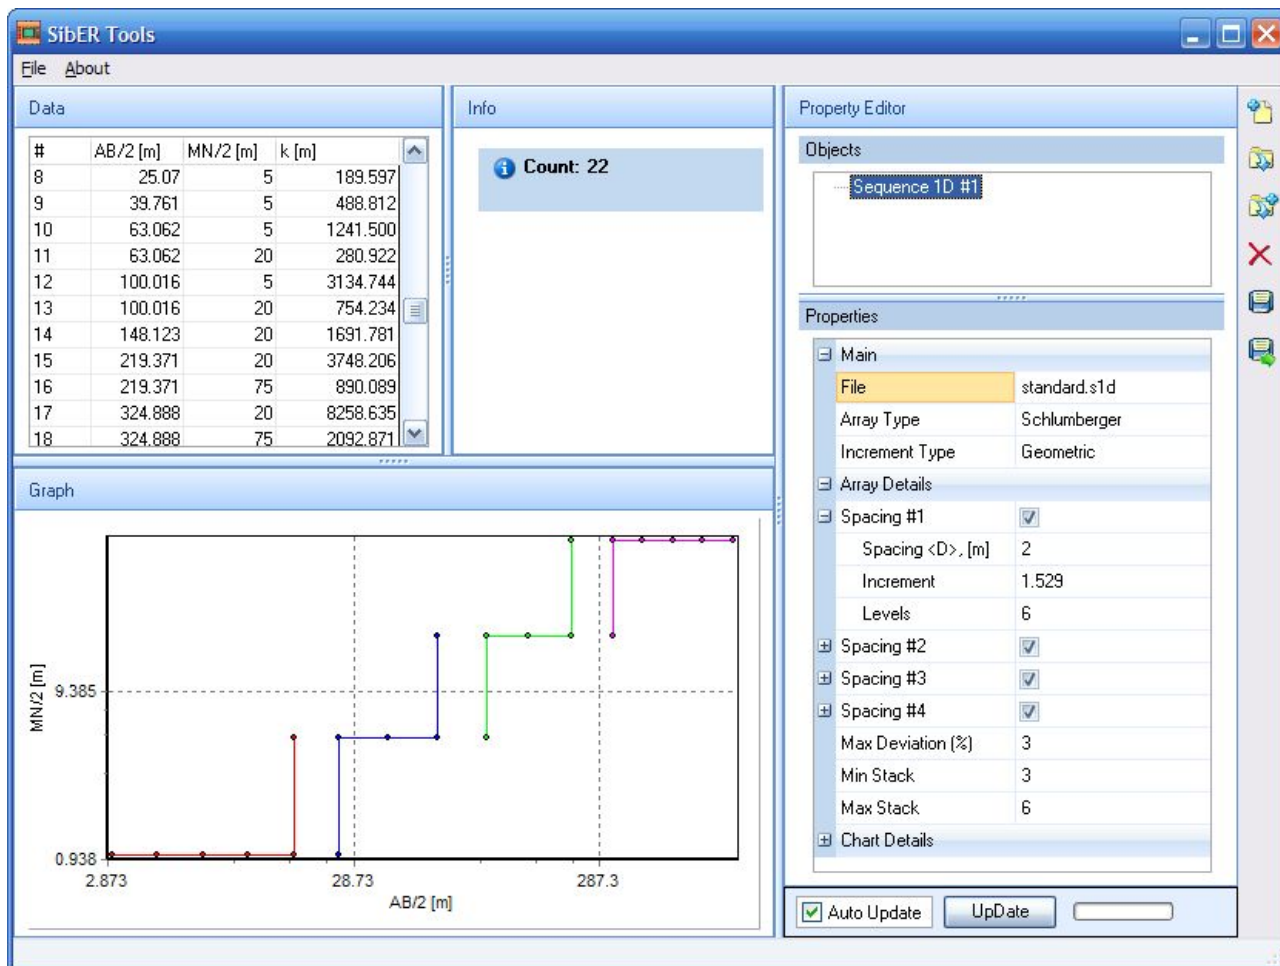 SibER Tools
File About
Data
# AB/2 [m] MN/2 [m] k [m]
8 25.07 5 189.597
9 39.761 5 488.812
10 63.062 5 1241.500
11 63.062 20 280.922
12 100.016 5 3134.744
13 100.016 20 754.234
14 148.123 20 1691.781
15 219.371 20 3748.206
16 219.371 75 890.089
17 324.888 20 8258.635
18 324.888 75 2092.871
Info
Count: 22
Graph
MN/2 [m]
9.385
0.938
2.873 28.73 287.3
AB/2 [m]
Property Editor
Objects
Sequence 1D #1
Properties
Main
File standard.s1d
Array Type Schlumberger
Increment Type Geometric
Array Details
Spacing #1
Spacing <D>, [m] 2
Increment 1.529
Levels 6
Spacing #2
Spacing #3
Spacing #4
Max Deviation (%) 3
Min Stack 3
Max Stack 6
Chart Details
Auto Update UpDate